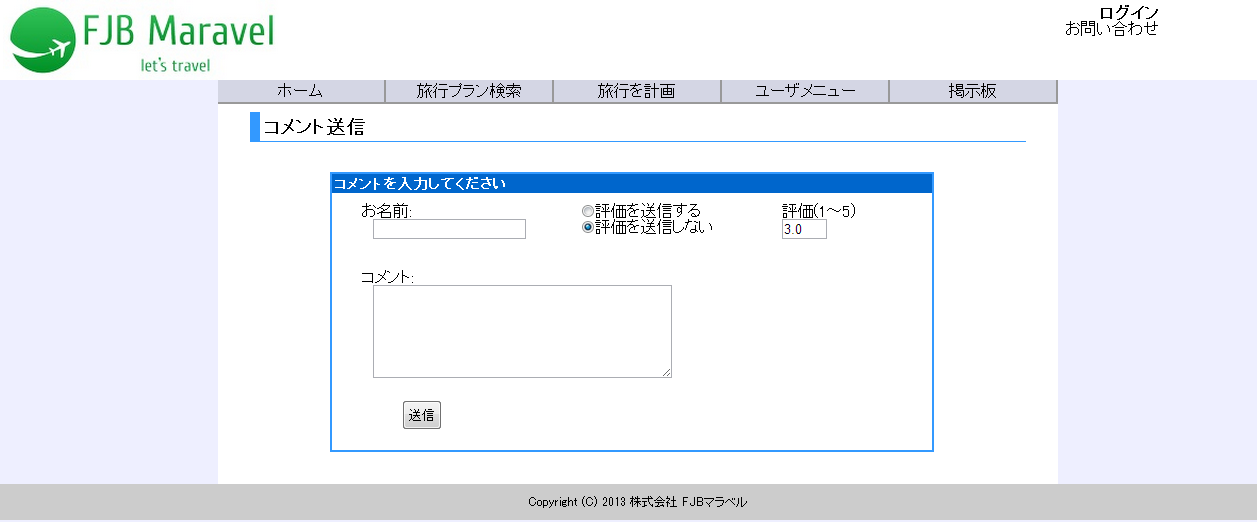 FJB Maravel
let's travel
ログイン
お問い合わせ
ホーム 旅行プラン検索 旅行を計画 ユーザメニュー 掲示板
コメント送信
コメントを入力してください
お名前: 評価を送信する 評価(1～5)
評価を送信しない 3.0
コメント:
送信
Copyright (C) 2013 株式会社 FJBマラベル